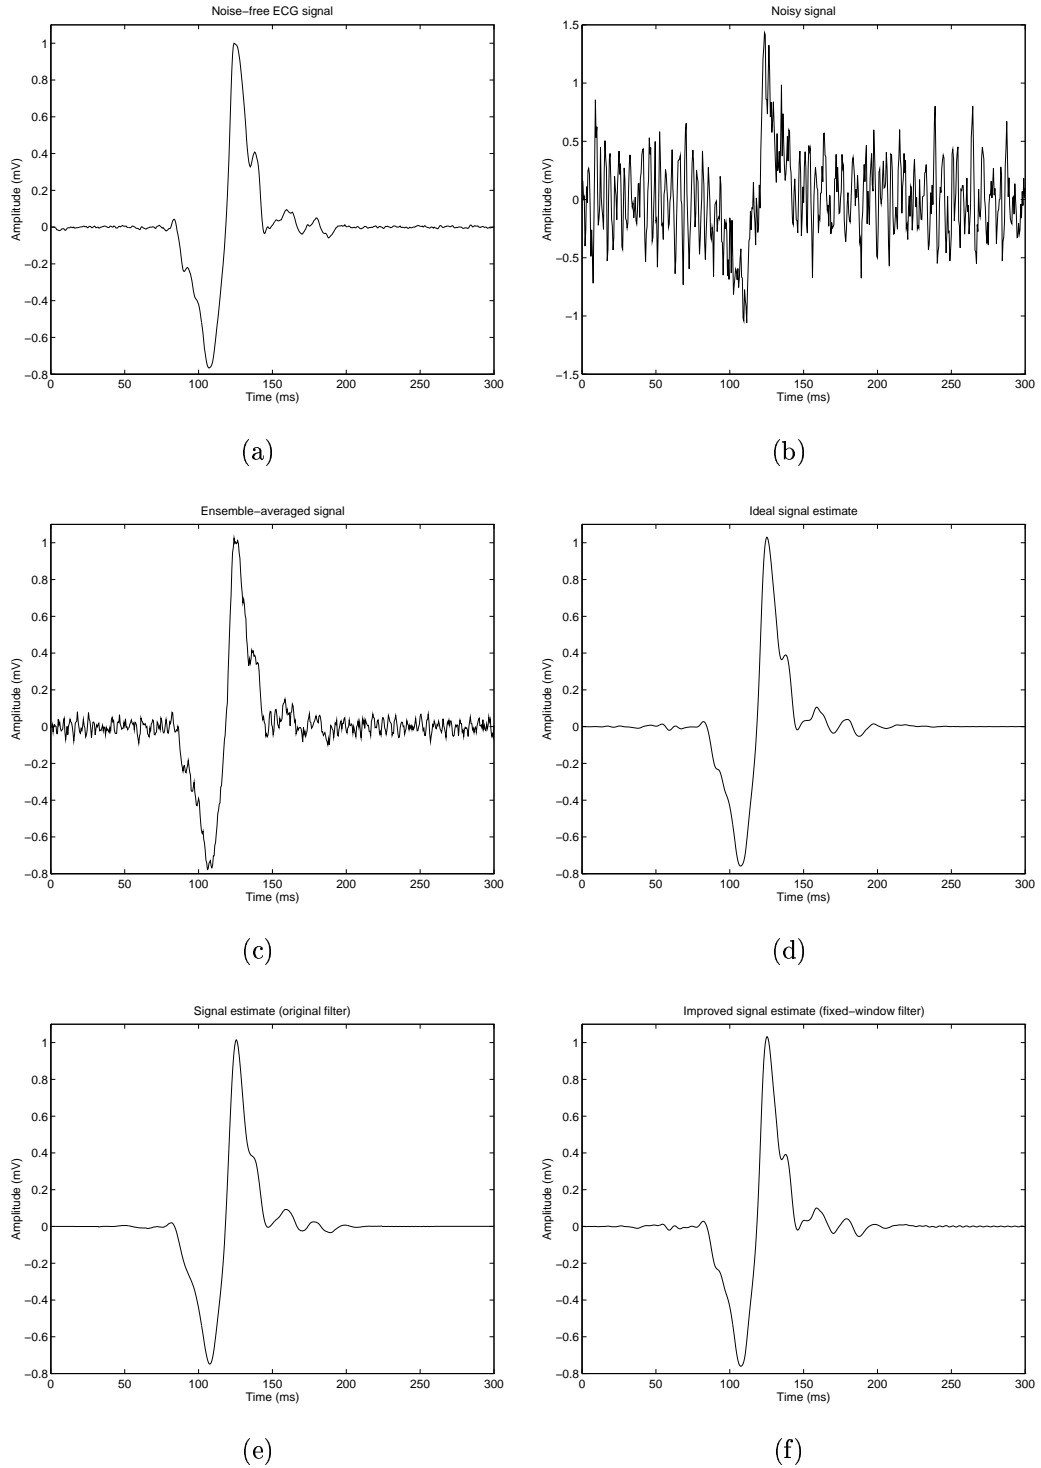 Noise−free ECG signal
Amplitude (mV)
1
0.8
0.6
0.4
0.2
0
−0.2
−0.4
−0.6
−0.8
0 50 100 150 200 250 300
Time (ms)
(a)
Noisy signal
Amplitude (mV)
1.5
1
0.5
0
−0.5
−1
−1.5
0 50 100 150 200 250 300
Time (ms)
(b)
Ensemble−averaged signal
Amplitude (mV)
1
0.8
0.6
0.4
0.2
0
−0.2
−0.4
−0.6
−0.8
0 50 100 150 200 250 300
Time (ms)
(c)
Ideal signal estimate
Amplitude (mV)
1
0.8
0.6
0.4
0.2
0
−0.2
−0.4
−0.6
−0.8
0 50 100 150 200 250 300
Time (ms)
(d)
Signal estimate (original filter)
Amplitude (mV)
1
0.8
0.6
0.4
0.2
0
−0.2
−0.4
−0.6
−0.8
0 50 100 150 200 250 300
Time (ms)
(e)
Improved signal estimate (fixed−window filter)
Amplitude (mV)
1
0.8
0.6
0.4
0.2
0
−0.2
−0.4
−0.6
−0.8
0 50 100 150 200 250 300
Time (ms)
(f)